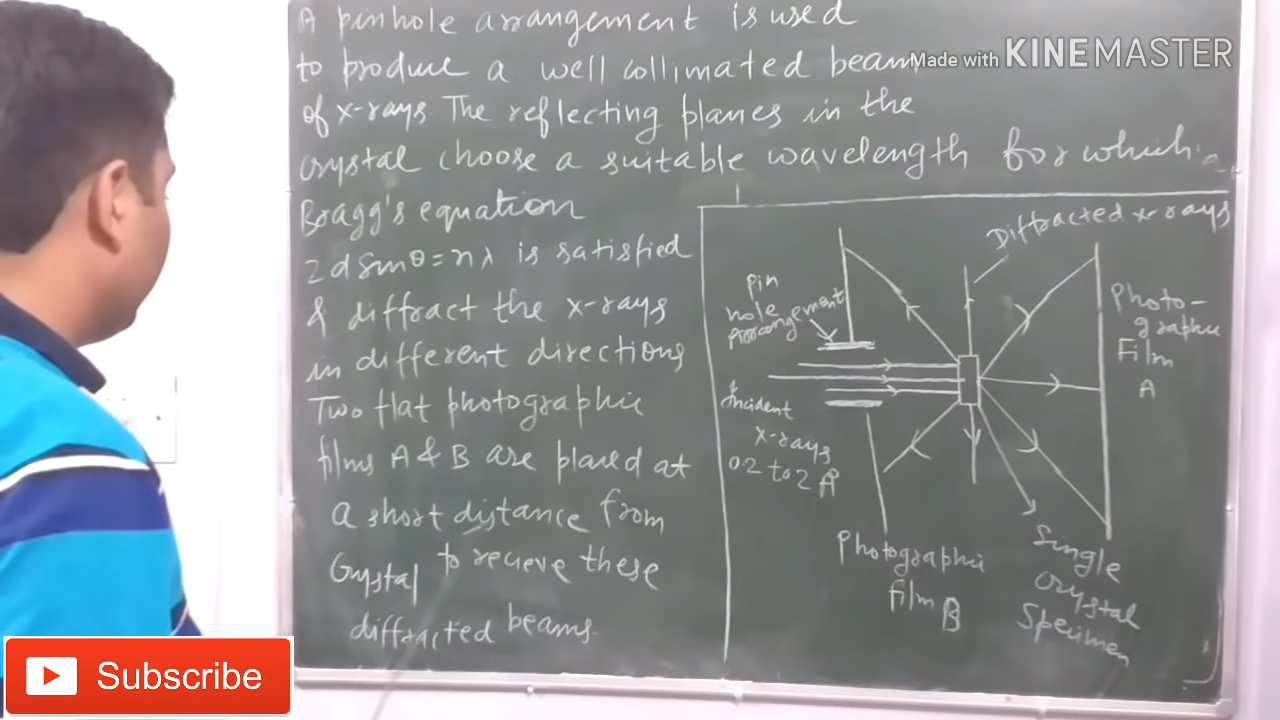 A pinhole arrangement is used
to produce a well collimated beam
of x-rays The reflecting planes in the
crystal choose a suitable wavelength for which
Bragg's equation
2d Sinθ = nλ is satisfied
& diffract the x-rays
in different directions
Two flat photographic
films A & B are placed at
a short distance from
Crystal to recieve these
diffracted beams.
Made with KINEMASTER
Diffracted x-rays
Pin
hole
Arrangement
Photo-
graphic
Film
A
Incident
X-rays
0.2 to 2 Å
Photographic
film B
Single
crystal
Specimen
Subscribe